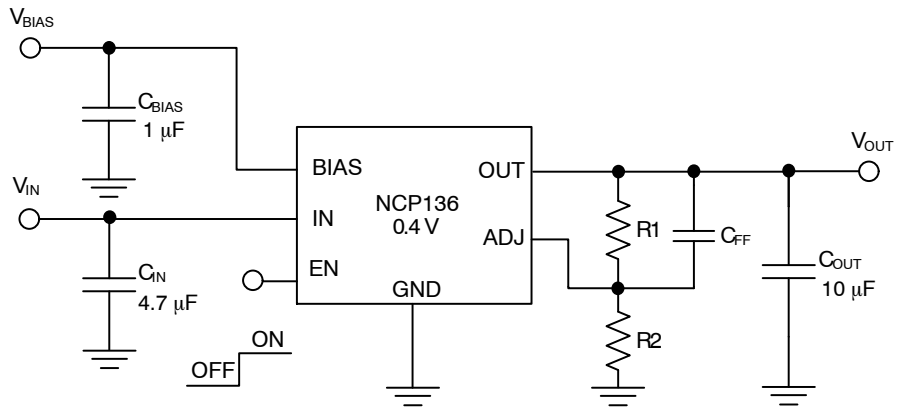 VBIAS
CBIAS
1 μF
VIN
CIN
4.7 μF
BIAS
IN
EN
NCP136
0.4 V
OUT
ADJ
GND
OFF
ON
R1
CFF
R2
VOUT
COUT
10 μF